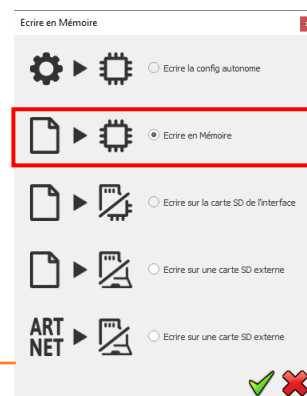 Ecrire en Mémoire
Ecrire la config autonome
Ecrire en Mémoire
Ecrire sur la carte SD de l'interface
Ecrire sur une carte SD externe
ART
NET
Ecrire sur une carte SD externe